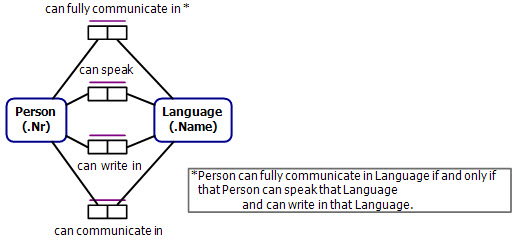 can fully communicate in *
can speak
Person
(.Nr)
Language
(.Name)
can write in
*Person can fully communicate in Language if and only if
that Person can speak that Language
and can write in that Language.
can communicate in